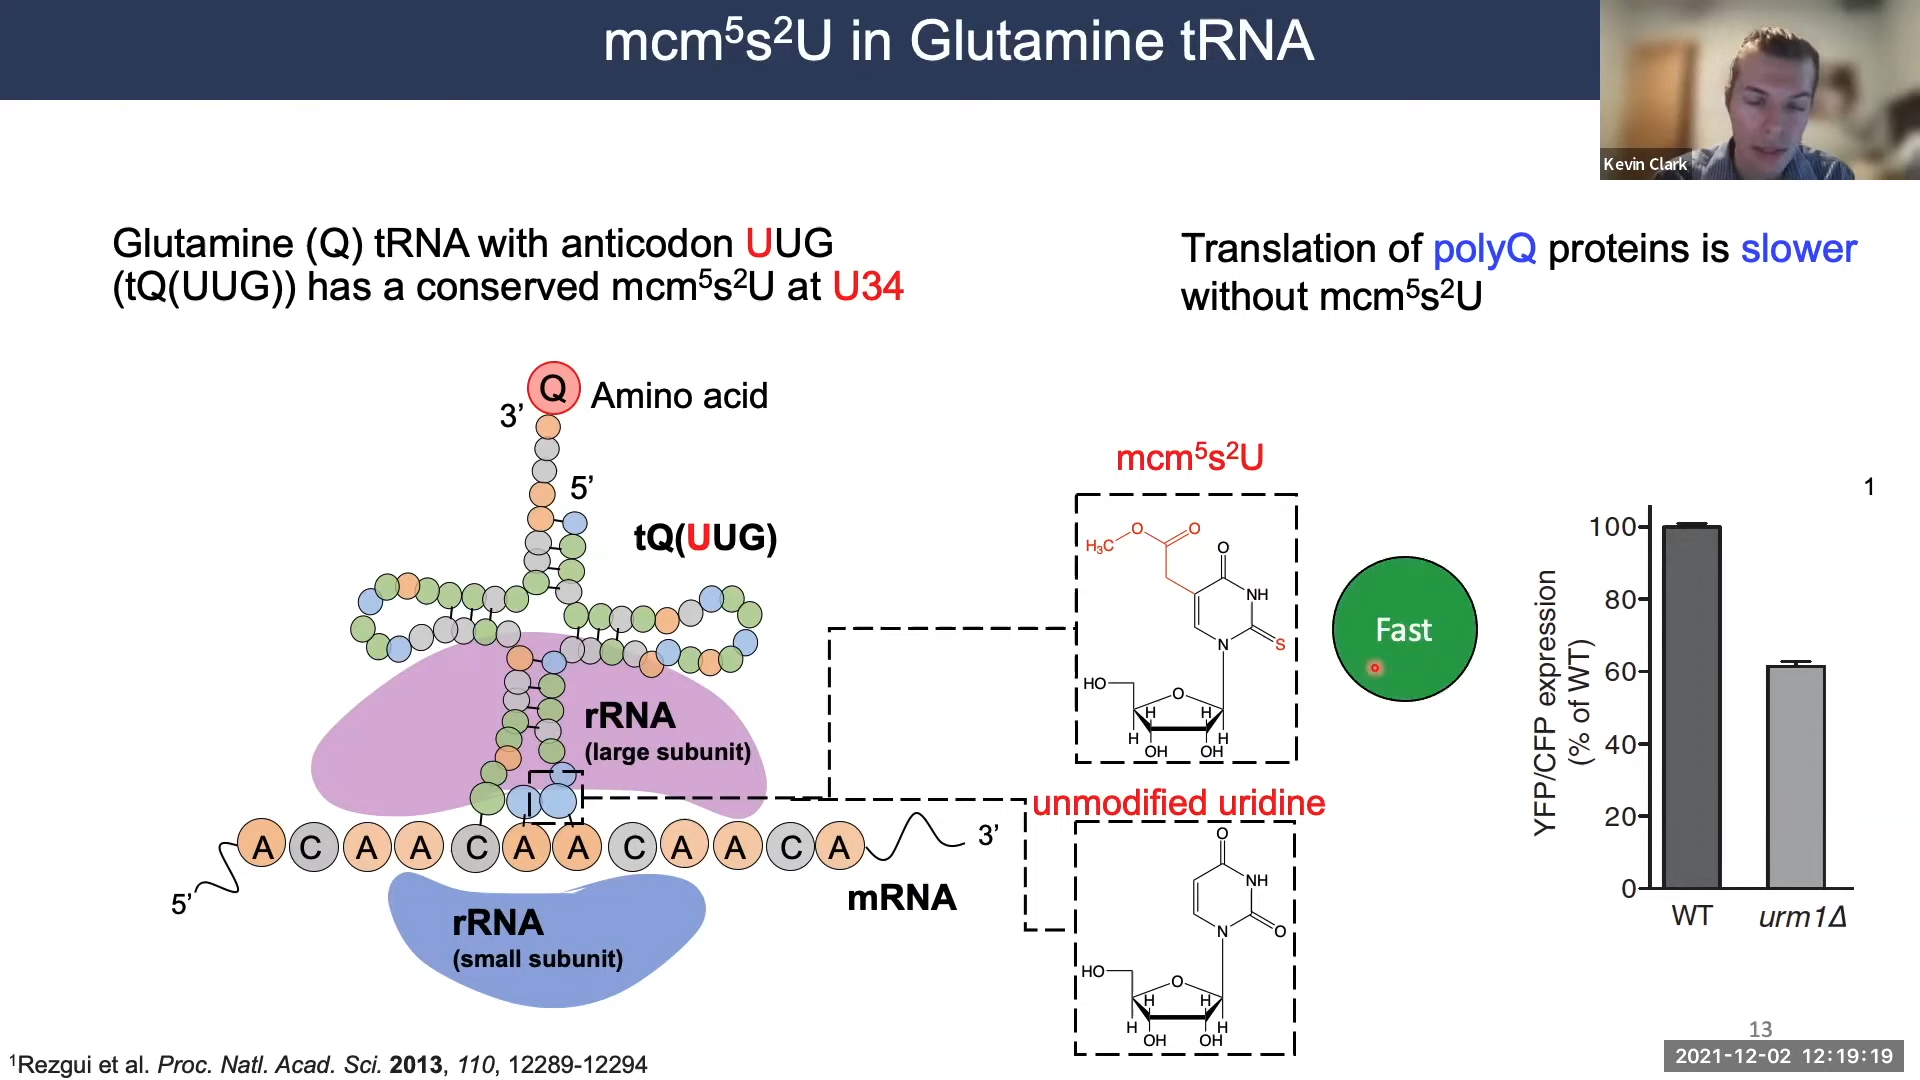 mcm⁵s²U in Glutamine tRNA
Kevin Clark
Glutamine (Q) tRNA with anticodon UUG
(tQ(UUG)) has a conserved mcm⁵s²U at U34
Translation of polyQ proteins is slower
without mcm⁵s²U
Q
Amino acid
3’
5’
tQ(UUG)
rRNA
(large subunit)
A C A A C A A C A A C A
3’
5’
mRNA
rRNA
(small subunit)
mcm⁵s²U
H₃C O O O NH N S
HO O H H H H OH OH
Fast
unmodified uridine
O NH N O
HO O H H H H OH OH
1
YFP/CFP expression
(% of WT)
100
80
60
40
20
0
WT urm1Δ
13
¹Rezgui et al. Proc. Natl. Acad. Sci. 2013, 110, 12289-12294
2021-12-02 12:19:19